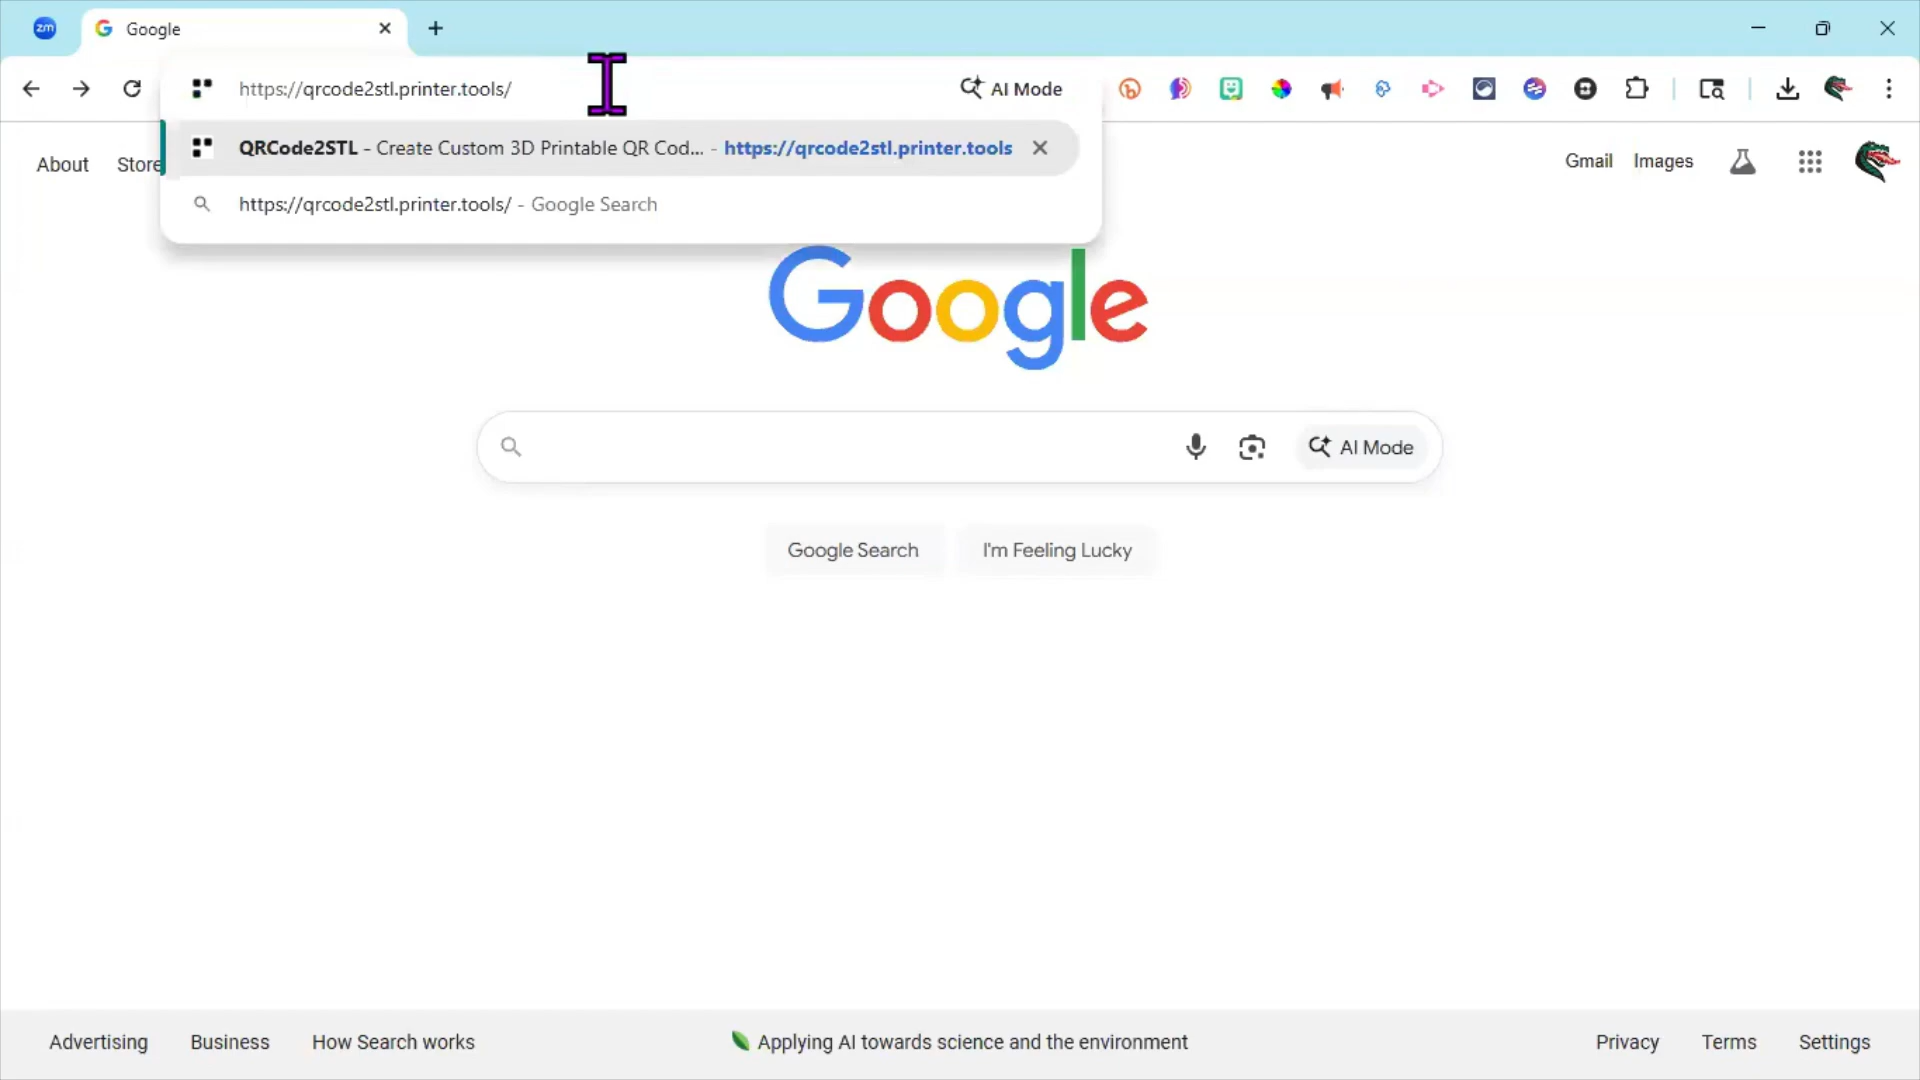 zm
Google
https://qrcode2stl.printer.tools/
AI Mode
QRCode2STL - Create Custom 3D Printable QR Cod... - https://qrcode2stl.printer.tools
https://qrcode2stl.printer.tools/ - Google Search
About
Store
Gmail
Images
Google
AI Mode
Google Search
I'm Feeling Lucky
Advertising
Business
How Search works
Applying AI towards science and the environment
Privacy
Terms
Settings